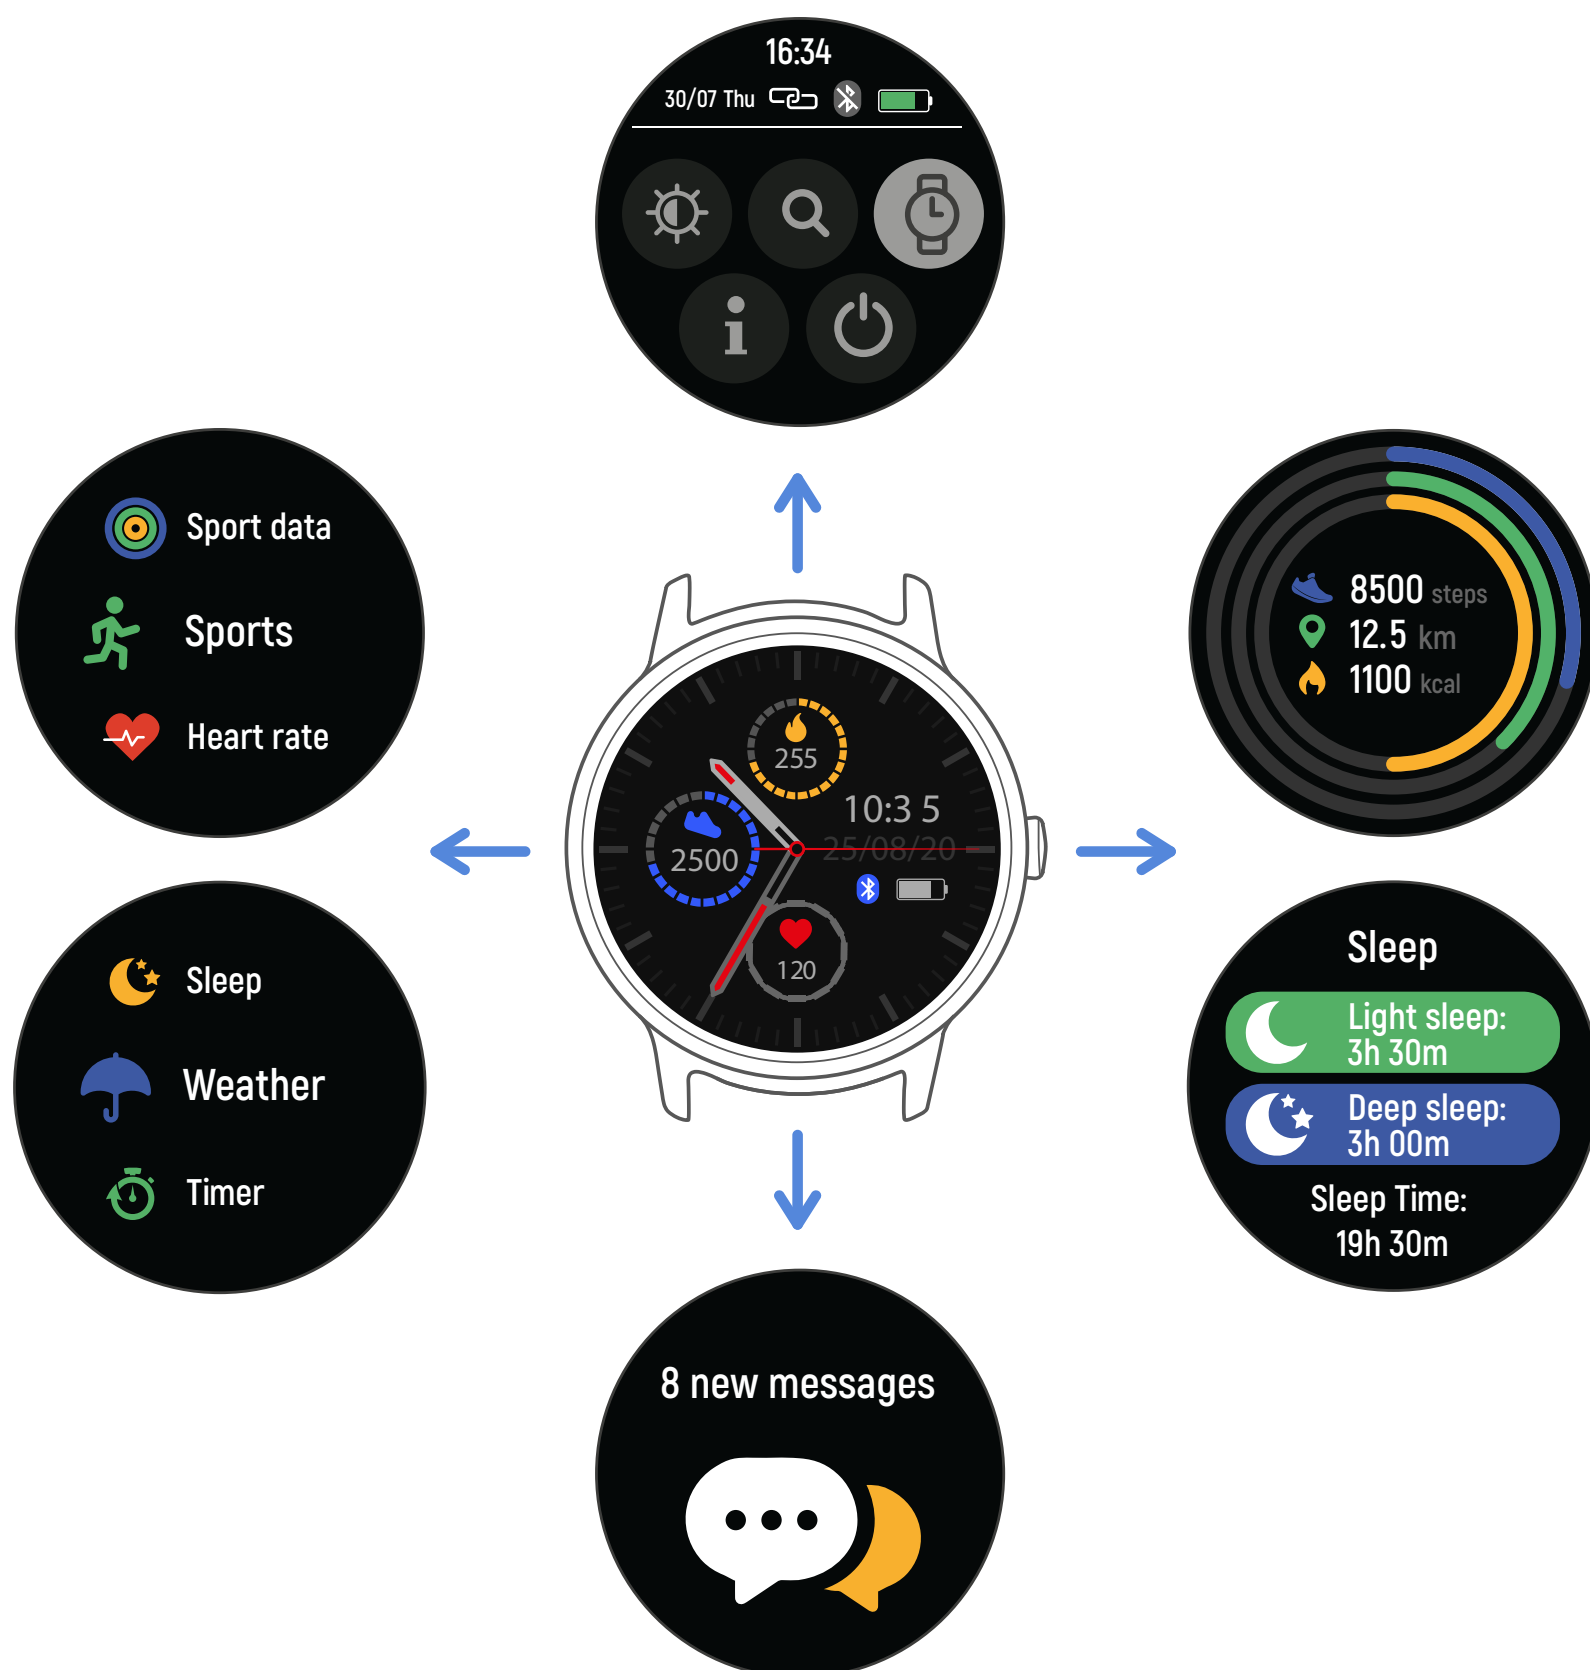 16:34
30/07 Thu
Sport data
Sports
Heart rate
8500 steps
12.5 km
1100 kcal
255
10:3 5
2500
25/08/20
120
Sleep
Weather
Timer
Sleep
Light sleep:
3h 30m
Deep sleep:
3h 00m
Sleep Time:
19h 30m
8 new messages